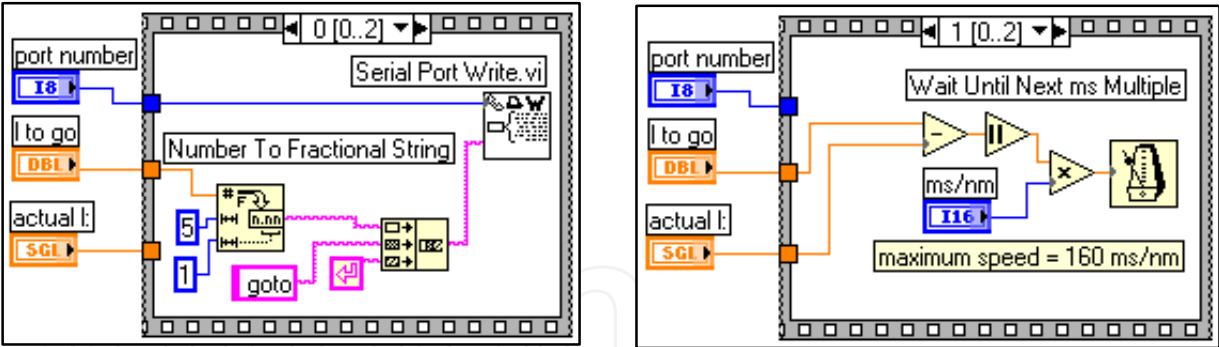 0 [0..2]
port number
I8
Serial Port Write.vi
l to go
DBL
Number To Fractional String
#
F
n.nn
actual l:
SGL
5
1
goto
1 [0..2]
port number
I8
Wait Until Next ms Multiple
l to go
DBL
ms/nm
I16
actual l:
SGL
maximum speed = 160 ms/nm